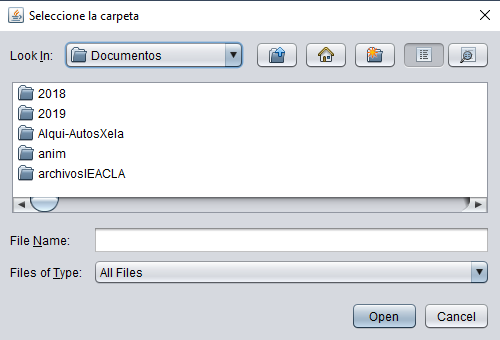 Seleccione la carpeta
Look In: Documentos
2018
2019
Alqui-AutosXela
anim
archivosIEACLA
File Name:
Files of Type: All Files
Open Cancel